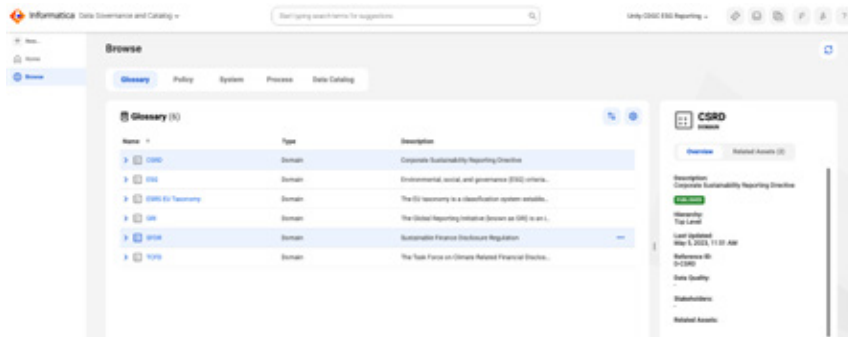 Informatica Data Governance and Catalog
Start typing search terms for suggestions
Unity CDGC ESG Reporting
New...
Home
Browse
Browse
Glossary Policy System Process Data Catalog
Glossary (6)
Name Type Description
CSRD Domain Corporate Sustainability Reporting Directive
ESG Domain Environmental, social, and governance (ESG) criteria...
ESRS EU Taxonomy Domain The EU taxonomy is a classification system establis...
GRI Domain The Global Reporting Initiative (known as GRI) is an i...
SFDR Domain Sustainable Finance Disclosure Regulation
TCFD Domain The Task Force on Climate Related Financial Disclos...
CSRD
DOMAIN
Overview Related Assets (3)
Description:
Corporate Sustainability Reporting Directive
PUBLISHED
Hierarchy:
Top Level
Last Updated:
May 5, 2023, 11:01 AM
Reference ID:
D-CSRD
Data Quality:
-
Stakeholders:
-
Related Assets: